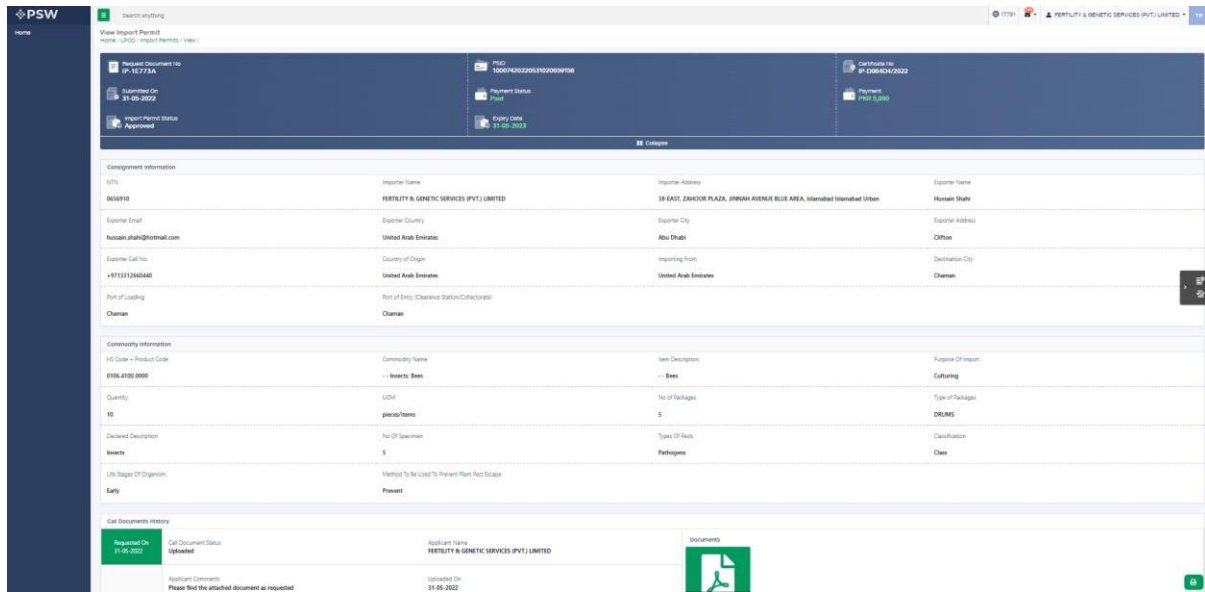 PSW
Search anything
17781
FERTILITY & GENETIC SERVICES (PVT.) LIMITED
Home
View Import Permit
Home / LPCO / Import Permits / View /
Request Document No
IP-1E773A
PSID
Certificate No
IP-D964D4/2022
Submitted On
31-05-2022
Payment Status
Paid
Payment
PKR 5,000
Import Permit Status
Approved
Expiry Date
31-05-2023
Collapse
Consignment Information
NTN
Importer Name
Importer Address
Exporter Name
0656910
FERTILITY & GENETIC SERVICES (PVT.) LIMITED
38-EAST, ZAHOOR PLAZA, JINNAH AVENUE BLUE AREA, Islamabad Islamabad Urban
Hussain Shahi
Exporter Email
Exporter Country
Exporter City
Exporter Address
hussain.shahi@hotmail.com
United Arab Emirates
Abu Dhabi
Clifton
Exporter Cell No.
Country of Origin
Importing From
Destination City
+9713312660440
United Arab Emirates
United Arab Emirates
Chaman
Port of Loading
Port of Entry (Clearance Station/Collectorate)
Chaman
Chaman
Commodity Information
HS Code + Product Code
Commodity Name
Item Description
Purpose Of Import
0106.4100.0000
- - Insects: Bees
- - Bees
Culturing
Quantity
UOM
No of Packages
Type of Packages
10
pieces/items
5
DRUMS
Declared Description
No Of Specimen
Types Of Pests
Classification
Insects
5
Pathogens
Class
Life Stages Of Organism
Method To Be Used To Prevent Plant Pest Escape
Early
Prevent
Call Documents History
Requested On
31-05-2022
Call Document Status
Uploaded
Applicant Name
FERTILITY & GENETIC SERVICES (PVT.) LIMITED
Documents
Applicant Comments
Please find the attached document as requested
Uploaded On
31-05-2022